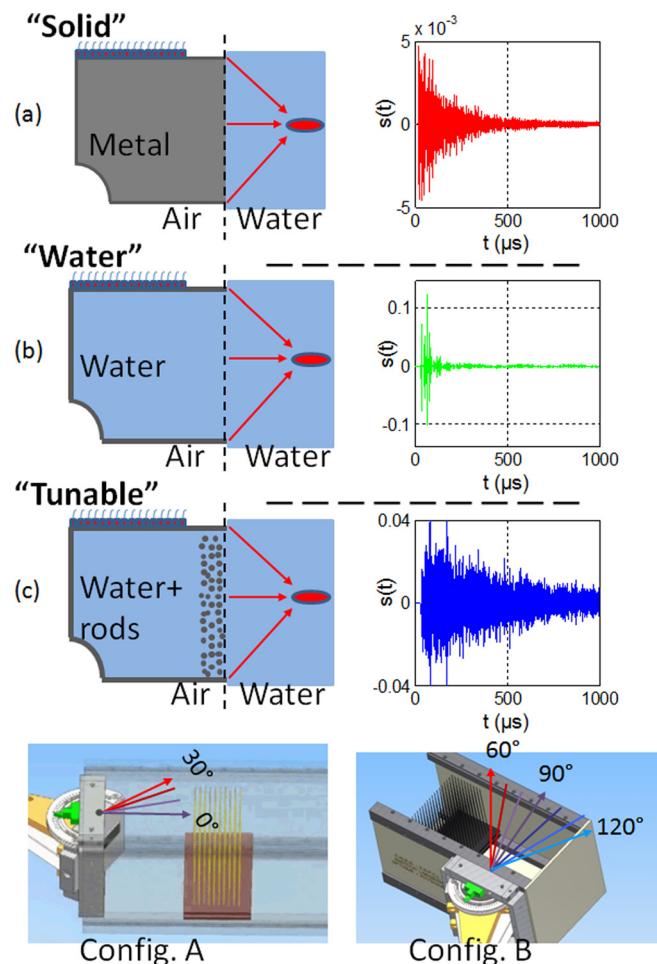 “Solid”
(a)
Metal
Air
Water
5 x 10⁻³
0
-5
s(t)
0 500 1000
t (µs)
“Water”
(b)
Water
Air
Water
0.1
0
-0.1
s(t)
0 500 1000
t (µs)
“Tunable”
(c)
Water+
rods
Air
Water
0.04
0
-0.04
s(t)
0 500 1000
t (µs)
30°
0°
Config. A
60°
90°
120°
Config. B